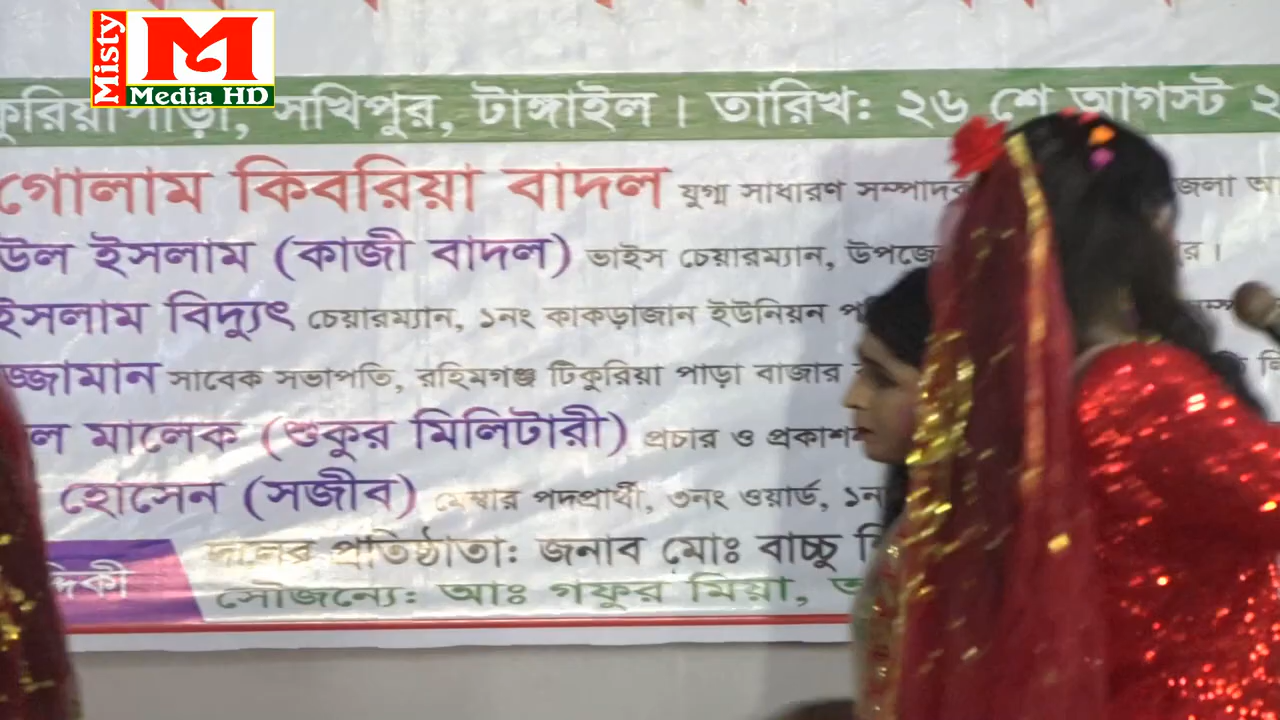 Misty
M
Media HD
কুরিয়াপাড়া, সখিপুর, টাঙ্গাইল । তারিখ: ২৬ শে আগস্ট
গোলাম কিবরিয়া বাদল যুগ্ম সাধারণ সম্পাদক
উল ইসলাম (কাজী বাদল) ভাইস চেয়ারম্যান, উপজে
ইসলাম বিদ্যুৎ চেয়ারম্যান, ১নং কাকড়াজান ইউনিয়ন প
জ্জামান সাবেক সভাপতি, রহিমগঞ্জ টিকুরিয়া পাড়া বাজার
ল মালেক (শুকুর মিলিটারী) প্রচার ও প্রকাশ
হোসেন (সজীব) মেম্বার পদপ্রার্থী, ৩নং ওয়ার্ড, ১ন
দলের প্রতিষ্ঠাতা: জনাব মোঃ বাচ্চু
দ্দিকী
সৌজন্যে: আঃ গফুর মিয়া,